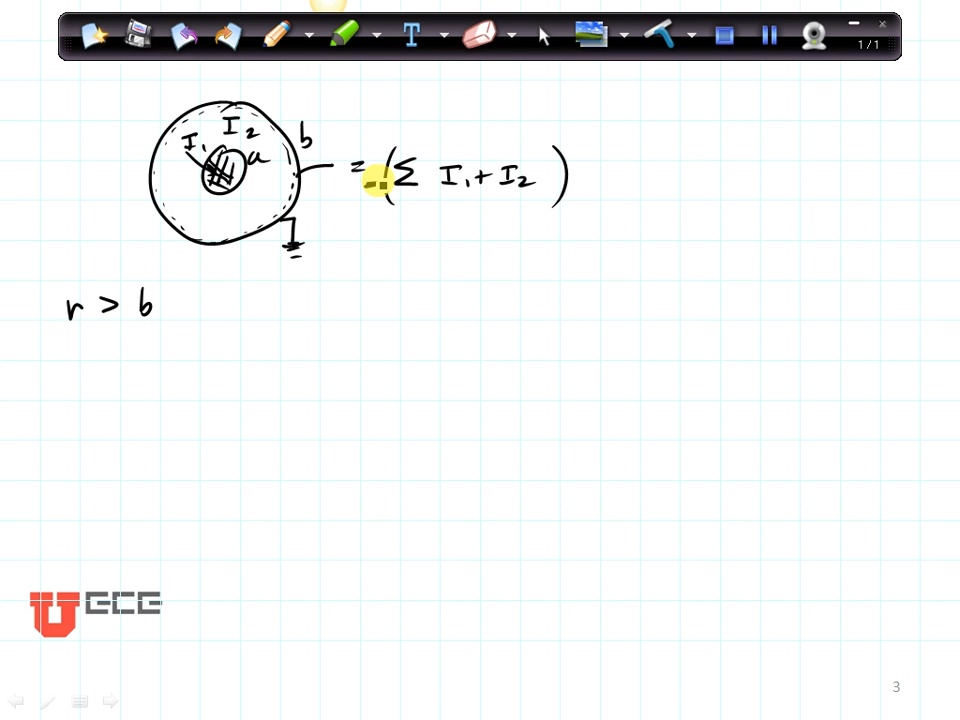 1 / 1
I₁ I₂ a b = -(Σ I₁ + I₂)
r > b
U ECE
3